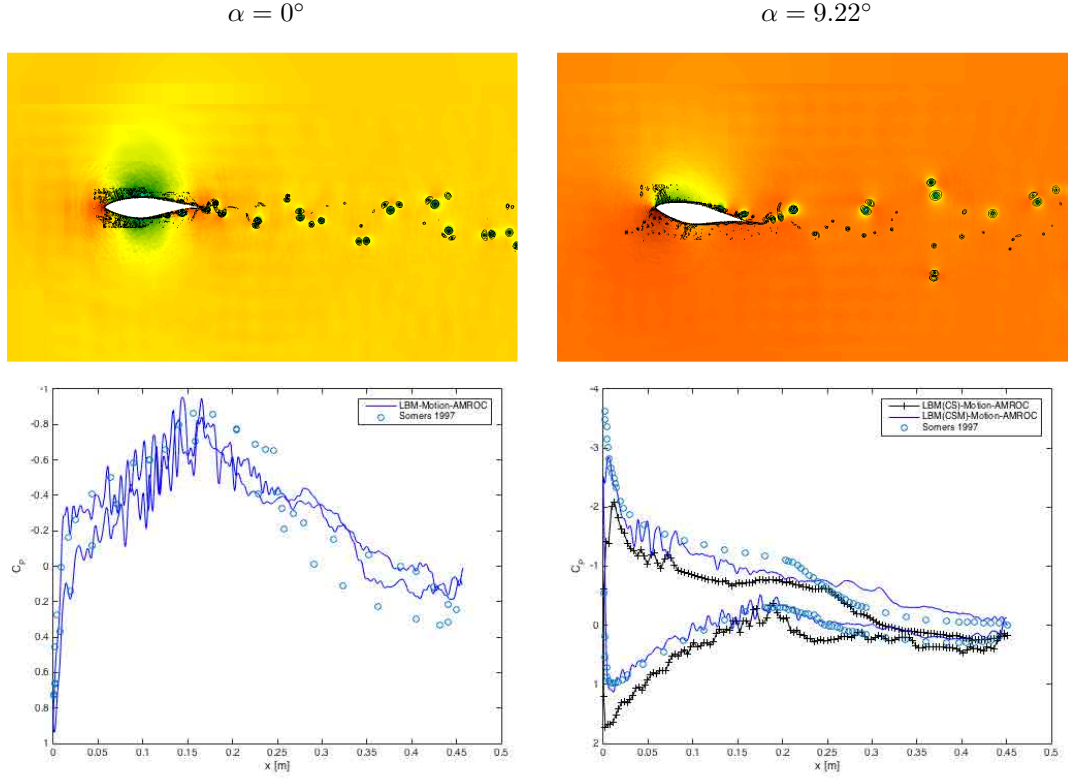 α = 0°
α = 9.22°
-1
-0.8
-0.6
-0.4
-0.2
0
0.2
0.4
0.6
0.8
1
C_p
0 0.05 0.1 0.15 0.2 0.25 0.3 0.35 0.4 0.45 0.5
x [m]
LBM-Motion-AMROC
Somers 1997
-4
-3
-2
-1
0
1
2
C_p
0 0.05 0.1 0.15 0.2 0.25 0.3 0.35 0.4 0.45 0.5
x [m]
LBM(CS)-Motion-AMROC
LBM(CSM)-Motion-AMROC
Somers 1997